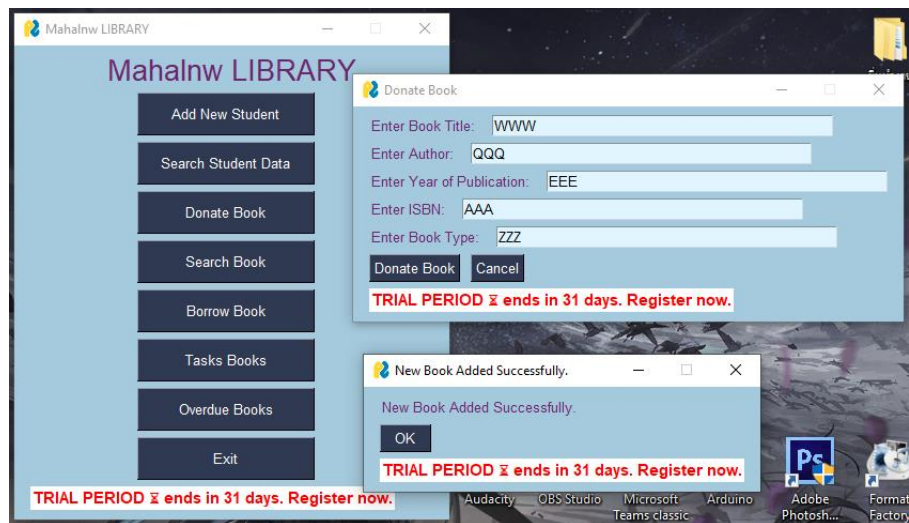 Mahalnw LIBRARY
Mahalnw LIBRARY
Add New Student
Search Student Data
Donate Book
Search Book
Borrow Book
Tasks Books
Overdue Books
Exit
TRIAL PERIOD ⧖ ends in 31 days. Register now.
Donate Book
Enter Book Title: WWW
Enter Author: QQQ
Enter Year of Publication: EEE
Enter ISBN: AAA
Enter Book Type: ZZZ
Donate Book Cancel
TRIAL PERIOD ⧖ ends in 31 days. Register now.
New Book Added Successfully.
New Book Added Successfully.
OK
TRIAL PERIOD ⧖ ends in 31 days. Register now.
Audacity OBS Studio Microsoft Teams classic Arduino Adobe Photosh... Format Factory
Ps